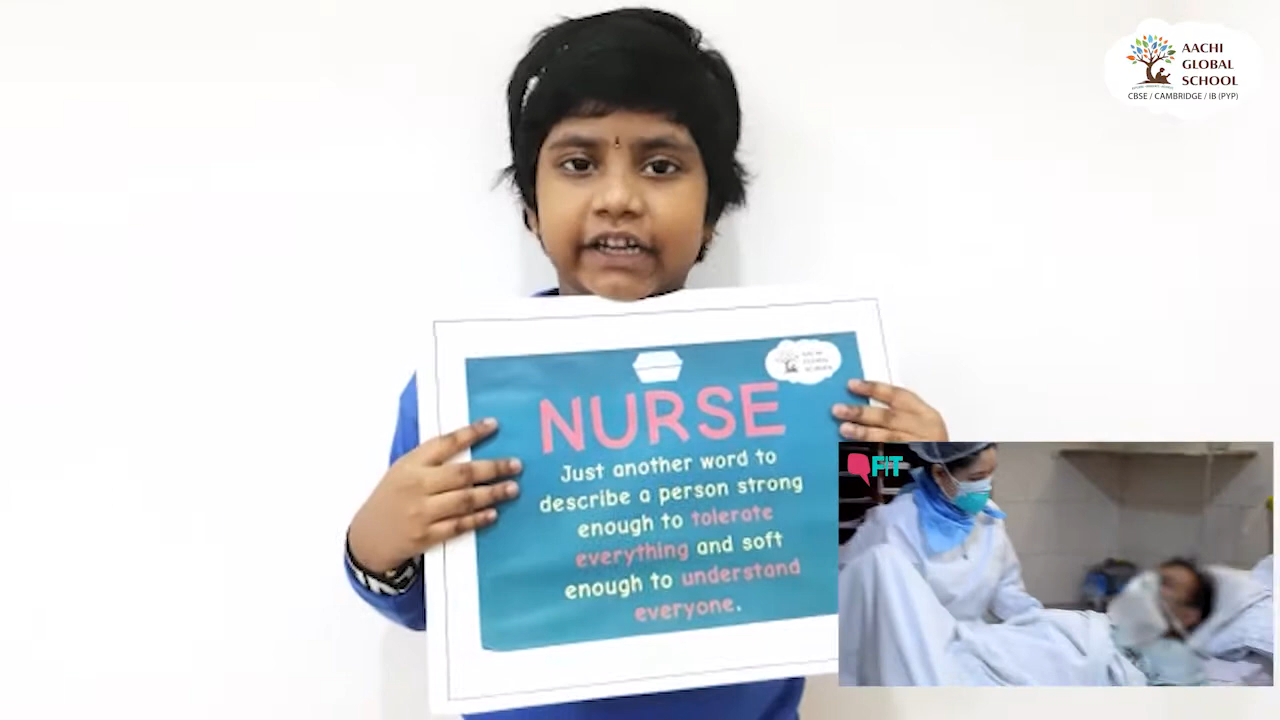 AACHI
GLOBAL
SCHOOL
CBSE / CAMBRIDGE / IB (PYP)
NURSE
Just another word to
describe a person strong
enough to tolerate
everything and soft
enough to understand
everyone.
FIT